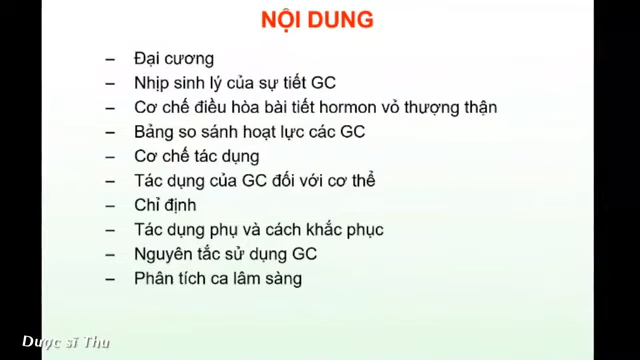 NỘI DUNG
– Đại cương
– Nhịp sinh lý của sự tiết GC
– Cơ chế điều hòa bài tiết hormon vỏ thượng thận
– Bảng so sánh hoạt lực các GC
– Cơ chế tác dụng
– Tác dụng của GC đối với cơ thể
– Chỉ định
– Tác dụng phụ và cách khắc phục
– Nguyên tắc sử dụng GC
– Phân tích ca lâm sàng
Dược sĩ Thu